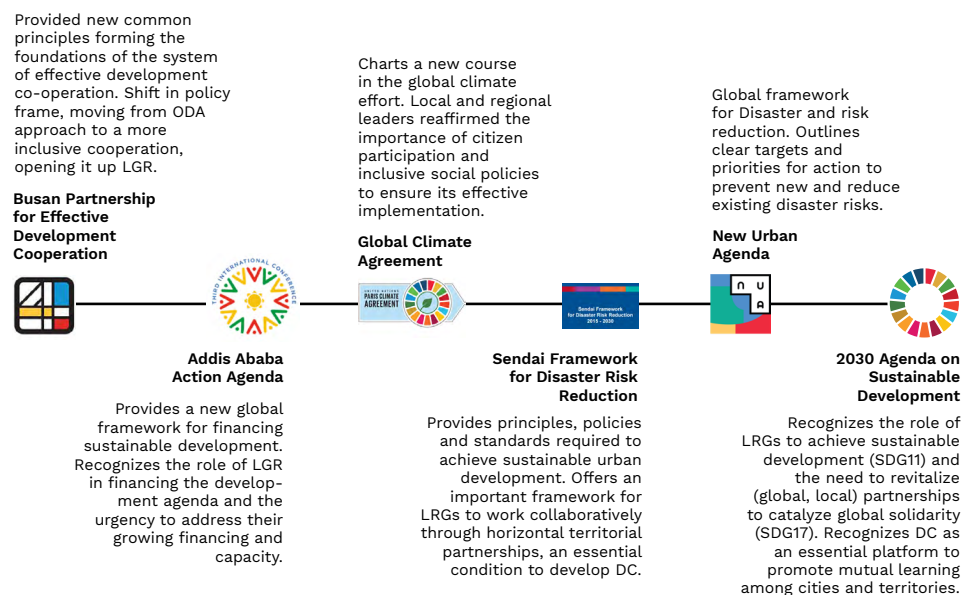 Provided new common
principles forming the
foundations of the system
of effective development
co-operation. Shift in policy
frame, moving from ODA
approach to a more
inclusive cooperation,
opening it up LGR.
Busan Partnership
for Effective
Development
Cooperation
THIRD INTERNATIONAL CONFERENCE
Addis Ababa
Action Agenda
Provides a new global
framework for financing
sustainable development.
Recognizes the role of LGR
in financing the develop-
ment agenda and the
urgency to address their
growing financing and
capacity.
Charts a new course
in the global climate
effort. Local and regional
leaders reaffirmed the
importance of citizen
participation and
inclusive social policies
to ensure its effective
implementation.
Global Climate
Agreement
UNITED NATIONS
PARIS CLIMATE
AGREEMENT
Sendai Framework
for Disaster Risk Reduction
2015 - 2030
Sendai Framework
for Disaster Risk
Reduction
Provides principles, policies
and standards required to
achieve sustainable urban
development. Offers an
important framework for
LRGs to work collaboratively
through horizontal territorial
partnerships, an essential
condition to develop DC.
Global framework
for Disaster and risk
reduction. Outlines
clear targets and
priorities for action to
prevent new and reduce
existing disaster risks.
New Urban
Agenda
N U
A
2030 Agenda on
Sustainable
Development
Recognizes the role of
LRGs to achieve sustainable
development (SDG11) and
the need to revitalize
(global, local) partnerships
to catalyze global solidarity
(SDG17). Recognizes DC as
an essential platform to
promote mutual learning
among cities and territories.